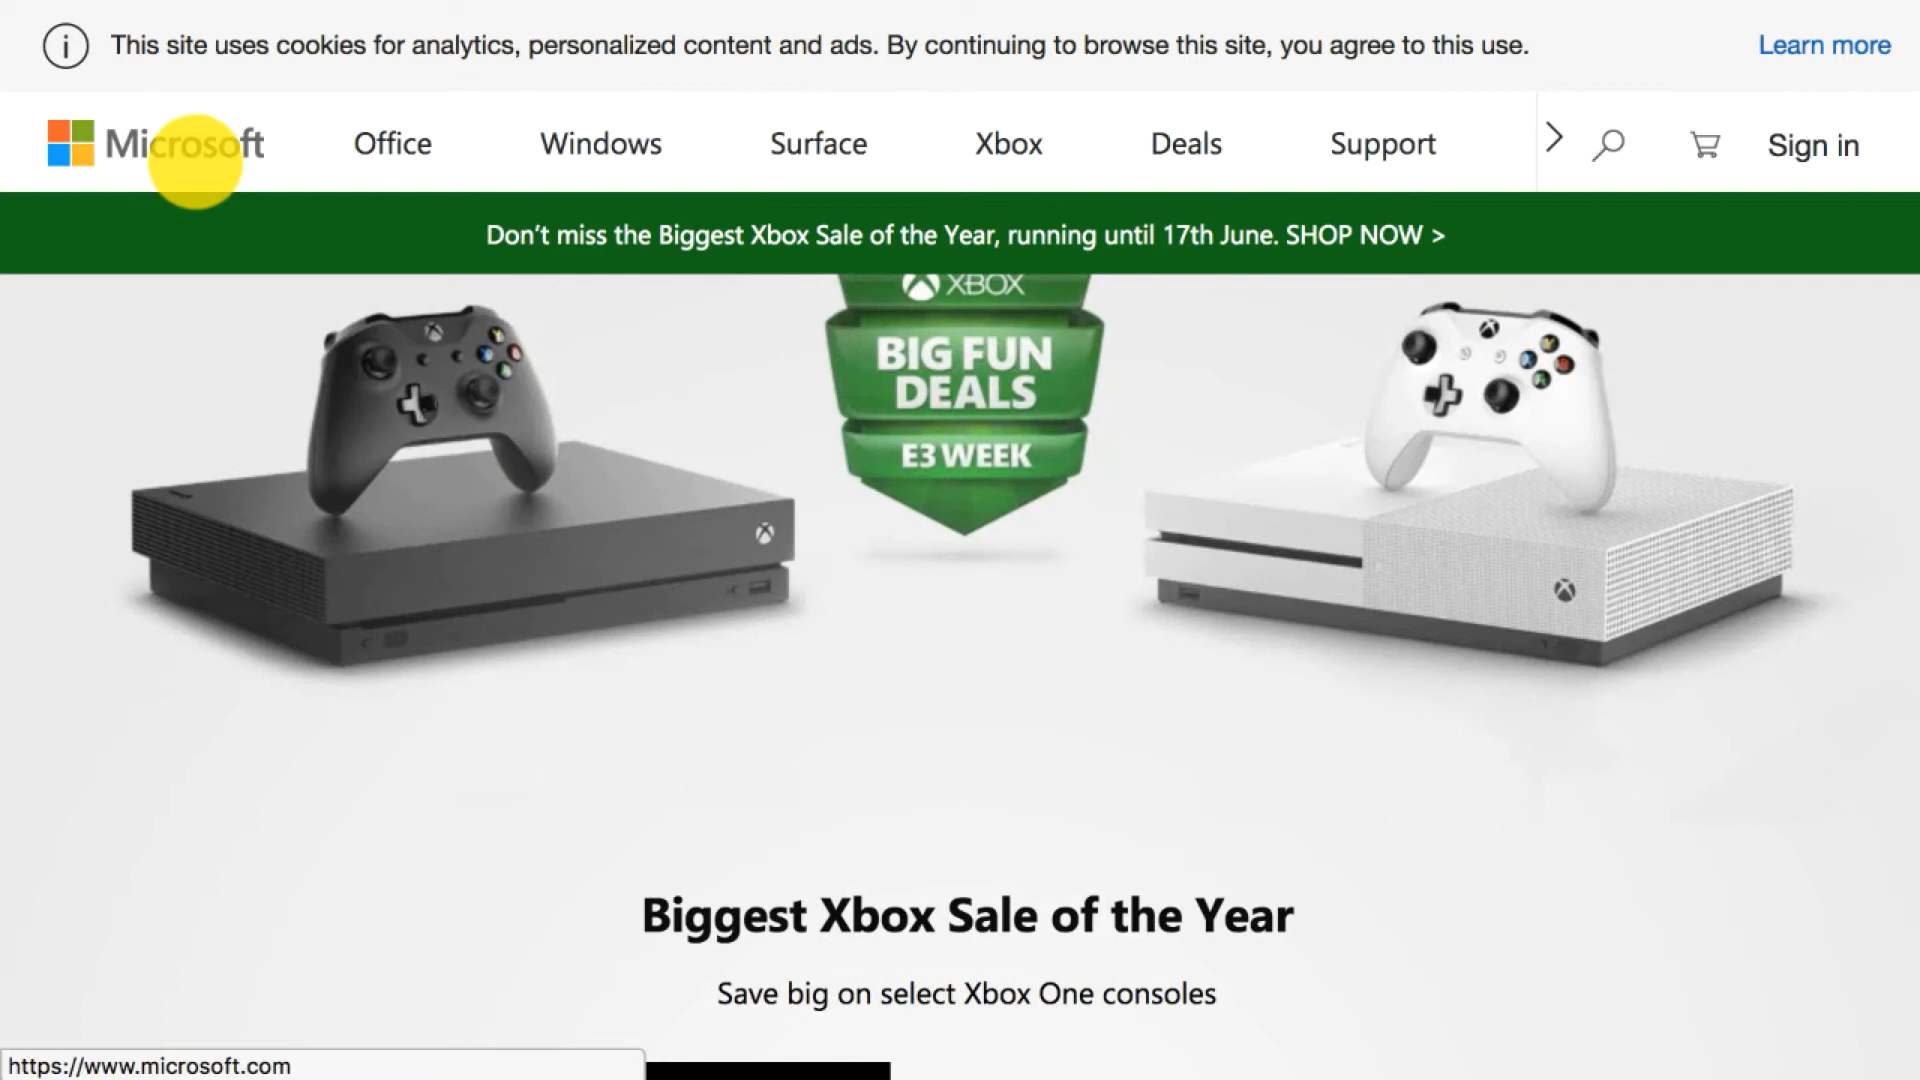 This site uses cookies for analytics, personalized content and ads. By continuing to browse this site, you agree to this use.
Learn more
Microsoft
Office
Windows
Surface
Xbox
Deals
Support
Sign in
Don't miss the Biggest Xbox Sale of the Year, running until 17th June. SHOP NOW >
XBOX
BIG FUN
DEALS
E3 WEEK
Biggest Xbox Sale of the Year
Save big on select Xbox One consoles
https://www.microsoft.com